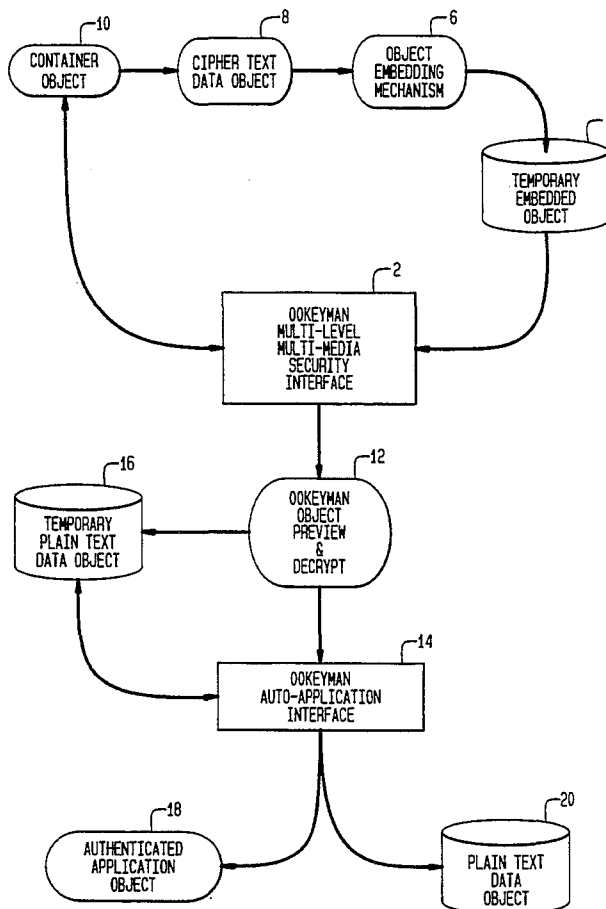 10
CONTAINER
OBJECT
8
CIPHER TEXT
DATA OBJECT
6
OBJECT
EMBEDDING
MECHANISM
TEMPORARY
EMBEDDED
OBJECT
2
OOKEYMAN
MULTI-LEVEL
MULTI-MEDIA
SECURITY
INTERFACE
12
OOKEYMAN
OBJECT
PREVIEW
&
DECRYPT
16
TEMPORARY
PLAIN TEXT
DATA OBJECT
14
OOKEYMAN
AUTO-APPLICATION
INTERFACE
18
AUTHENTICATED
APPLICATION
OBJECT
20
PLAIN TEXT
DATA
OBJECT